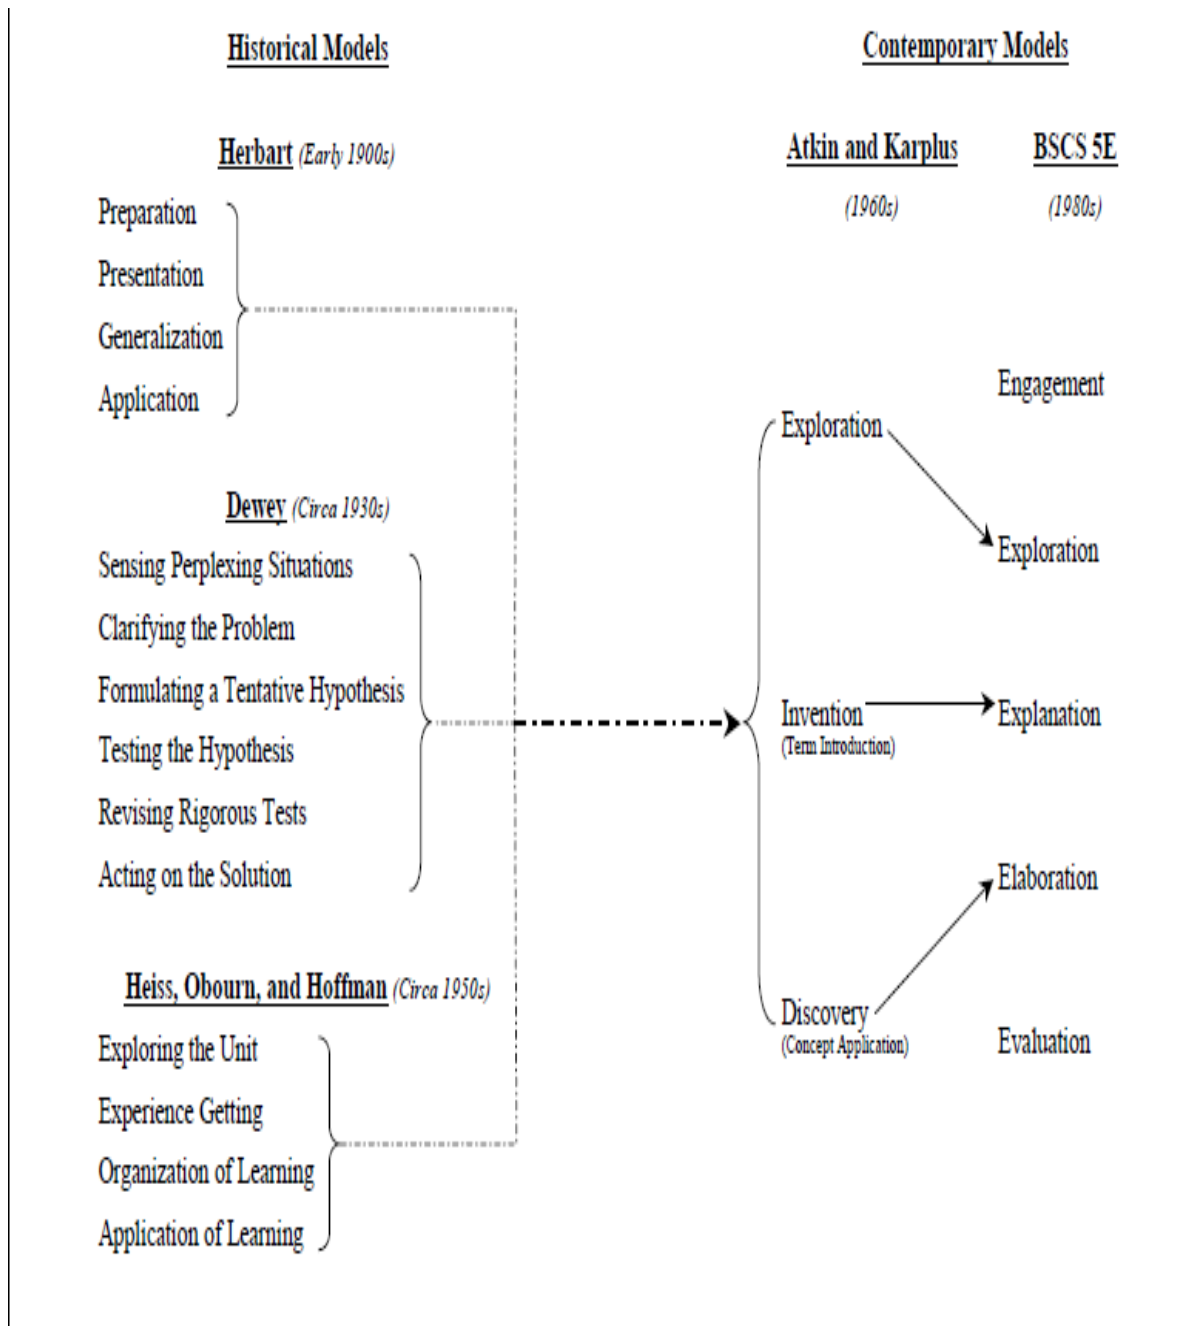 Historical Models
Herbart (Early 1900s)
Preparation
Presentation
Generalization
Application
Dewey (Circa 1930s)
Sensing Perplexing Situations
Clarifying the Problem
Formulating a Tentative Hypothesis
Testing the Hypothesis
Revising Rigorous Tests
Acting on the Solution
Heiss, Obourn, and Hoffman (Circa 1950s)
Exploring the Unit
Experience Getting
Organization of Learning
Application of Learning
Contemporary Models
Atkin and Karplus
(1960s)
Exploration
Invention
(Term Introduction)
Discovery
(Concept Application)
BSCS 5E
(1980s)
Engagement
Exploration
Explanation
Elaboration
Evaluation